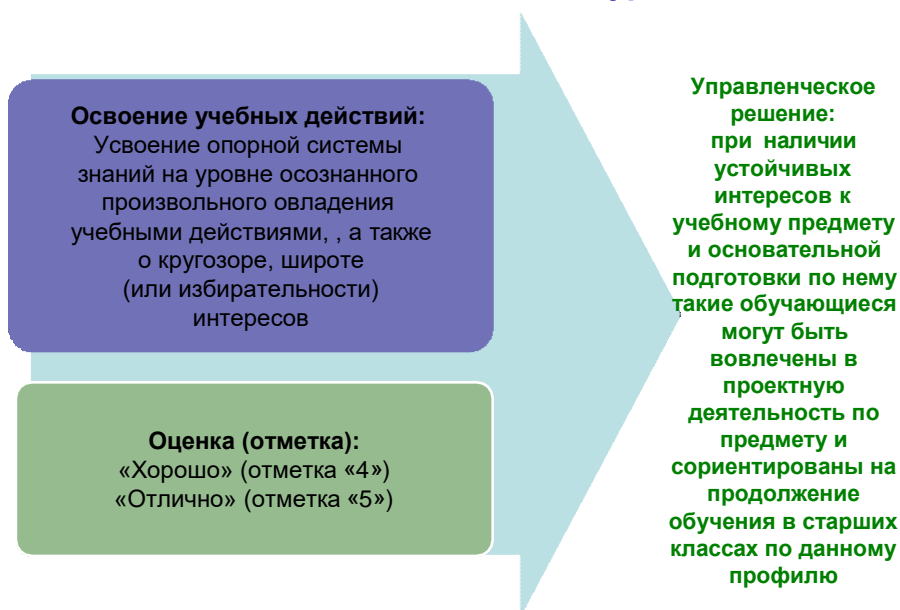 Освоение учебных действий:
Усвоение опорной системы
знаний на уровне осознанного
произвольного овладения
учебными действиями, , а также
о кругозоре, широте
(или избирательности)
интересов
Оценка (отметка):
«Хорошо» (отметка «4»)
«Отлично» (отметка «5»)
Управленческое
решение:
при наличии
устойчивых
интересов к
учебному предмету
и основательной
подготовки по нему
такие обучающиеся
могут быть
вовлечены в
проектную
деятельность по
предмету и
сориентированы на
продолжение
обучения в старших
классах по данному
профилю